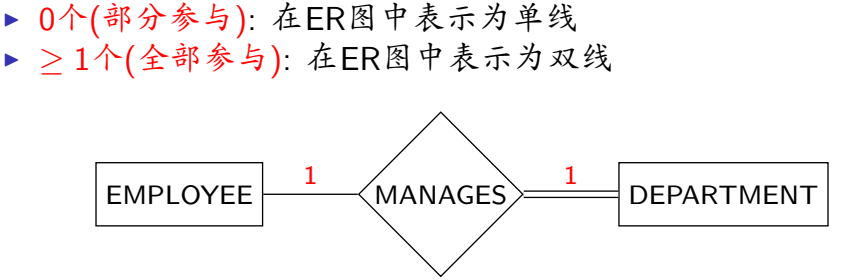 ▶ 0个(部分参与): 在ER图中表示为单线
▶ ≥ 1个(全部参与): 在ER图中表示为双线
1 1
EMPLOYEE MANAGES DEPARTMENT